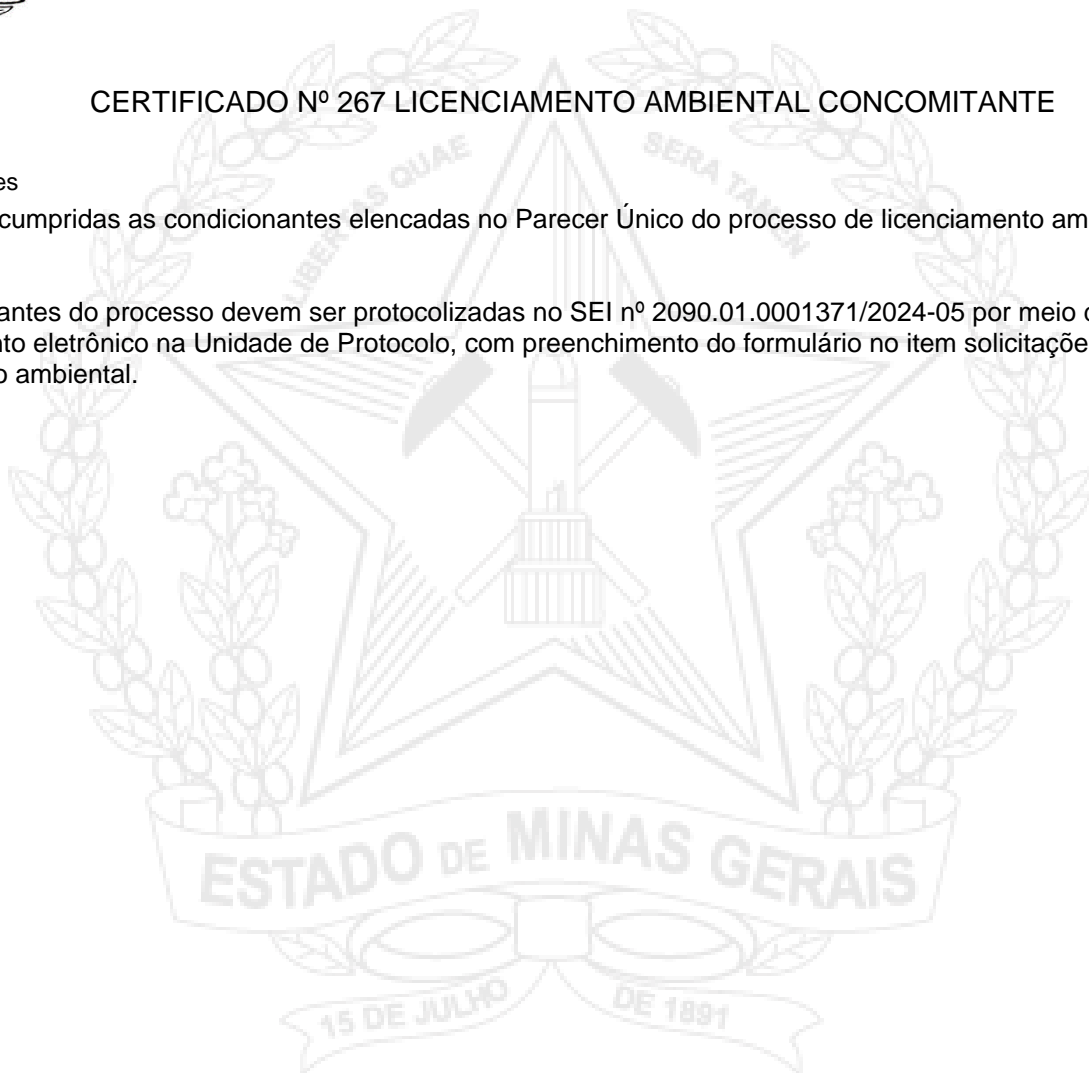 CERTIFICADO Nº 267 LICENCIAMENTO AMBIENTAL CONCOMITANTE
es
cumpridas as condicionantes elencadas no Parecer Único do processo de licenciamento am
antes do processo devem ser protocolizadas no SEI nº 2090.01.0001371/2024-05 por meio
nto eletrônico na Unidade de Protocolo, com preenchimento do formulário no item solicitaçõe
o ambiental.
LIBERTAS QUAE SERA TAMEN
ESTADO DE MINAS GERAIS
15 DE JULHO DE 1891